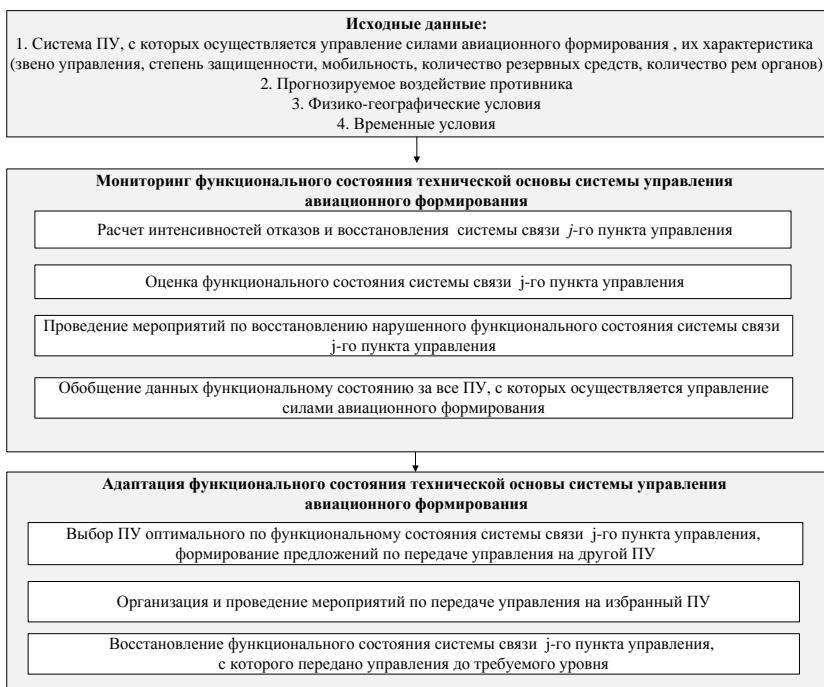 Исходные данные:
1. Система ПУ, с которых осуществляется управление силами авиационного формирования , их характеристика
(звено управления, степень защищенности, мобильность, количество резервных средств, количество рем органов)
2. Прогнозируемое воздействие противника
3. Физико-географические условия
4. Временные условия
Мониторинг функционального состояния технической основы системы управления
авиационного формирования
Расчет интенсивностей отказов и восстановления системы связи j-го пункта управления
Оценка функционального состояния системы связи j-го пункта управления
Проведение мероприятий по восстановлению нарушенного функционального состояния системы связи
j-го пункта управления
Обобщение данных функциональному состоянию за все ПУ, с которых осуществляется управление
силами авиационного формирования
Адаптация функционального состояния технической основы системы управления
авиационного формирования
Выбор ПУ оптимального по функциональному состояния системы связи j-го пункта управления,
формирование предложений по передаче управления на другой ПУ
Организация и проведение мероприятий по передаче управления на избранный ПУ
Восстановление функционального состояния системы связи j-го пункта управления,
с которого передано управления до требуемого уровня